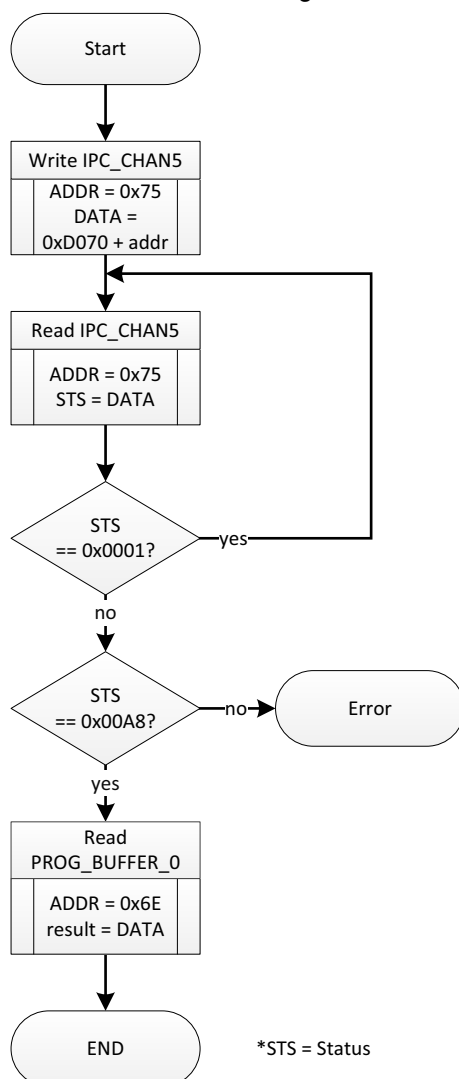 Start
Write IPC_CHAN5
ADDR = 0x75
DATA =
0xD070 + addr
Read IPC_CHAN5
ADDR = 0x75
STS = DATA
STS
== 0x0001?
yes
no
STS
== 0x00A8?
no
Error
yes
Read
PROG_BUFFER_0
ADDR = 0x6E
result = DATA
END
*STS = Status